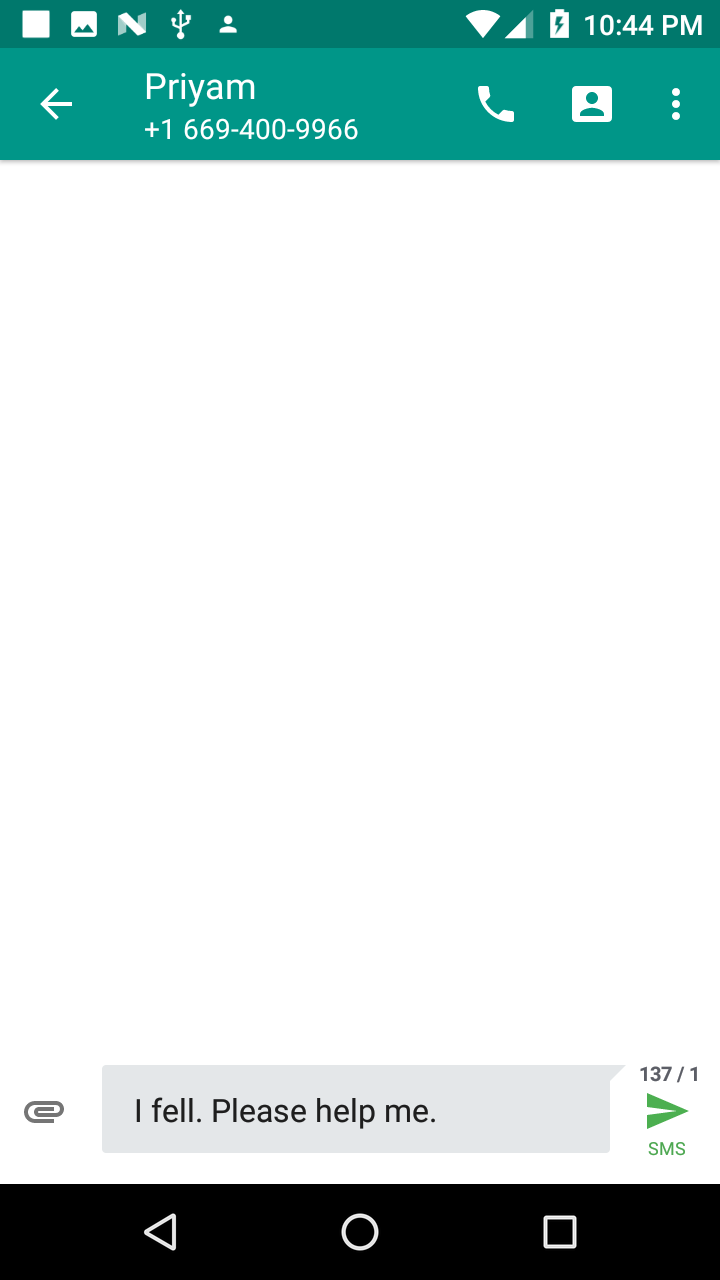 10:44 PM
Priyam
+1 669-400-9966
137 / 1
I fell. Please help me.
SMS